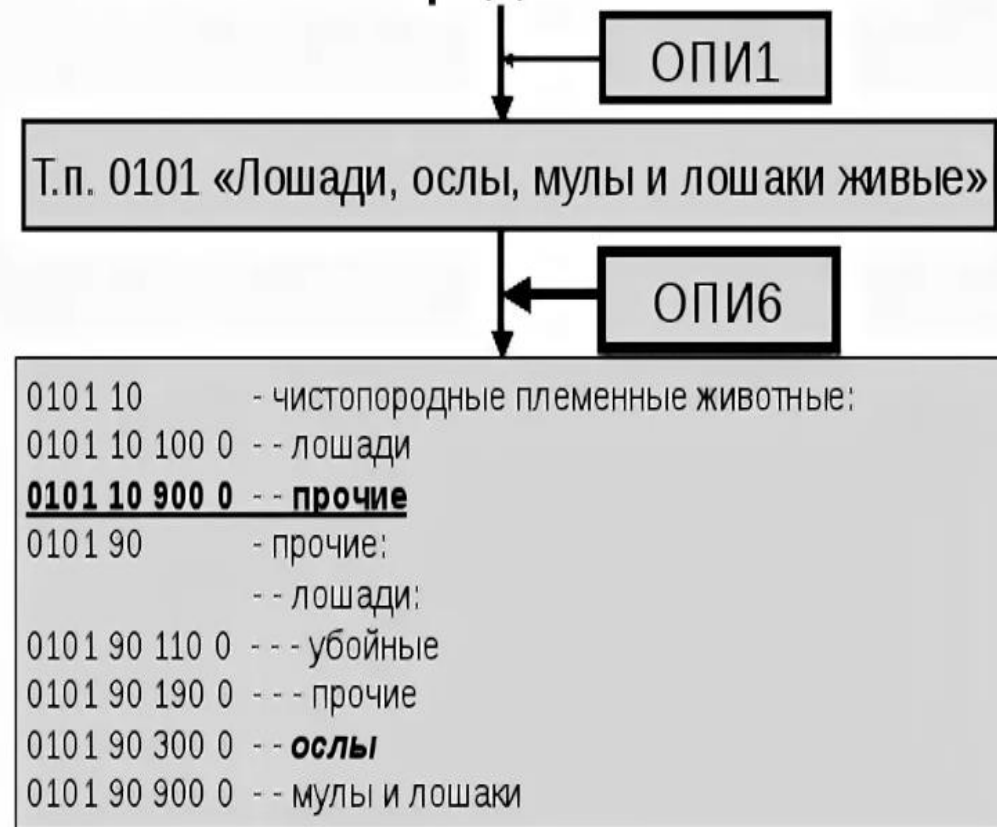 ОПИ1
Т.п. 0101 «Лошади, ослы, мулы и лошаки живые»
ОПИ6
0101 10 - чистопородные племенные животные:
0101 10 100 0 - - лошади
0101 10 900 0 - - прочие
0101 90 - прочие:
- - лошади:
0101 90 110 0 - - - убойные
0101 90 190 0 - - - прочие
0101 90 300 0 - - ослы
0101 90 900 0 - - мулы и лошаки